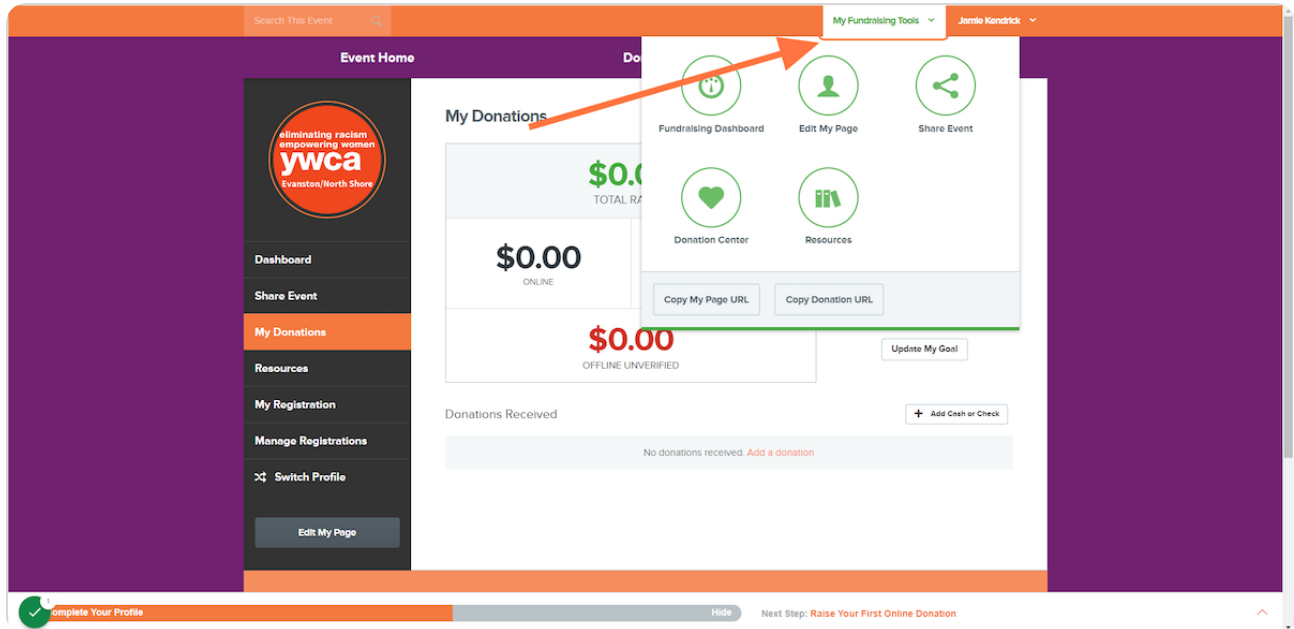 Search This Event
My Fundraising Tools
Jamie Kendrick
Event Home
eliminating racism
empowering women
ywca
Evanston/North Shore
Dashboard
Share Event
My Donations
Resources
My Registration
Manage Registrations
Switch Profile
Edit My Page
My Donations
TOTAL
$0.00
ONLINE
$0.00
OFFLINE UNVERIFIED
Fundraising Dashboard
Edit My Page
Share Event
Donation Center
Resources
Copy My Page URL
Copy Donation URL
Update My Goal
Donations Received
+ Add Cash or Check
No donations received. Add a donation
1
Complete Your Profile
Hide
Next Step: Raise Your First Online Donation